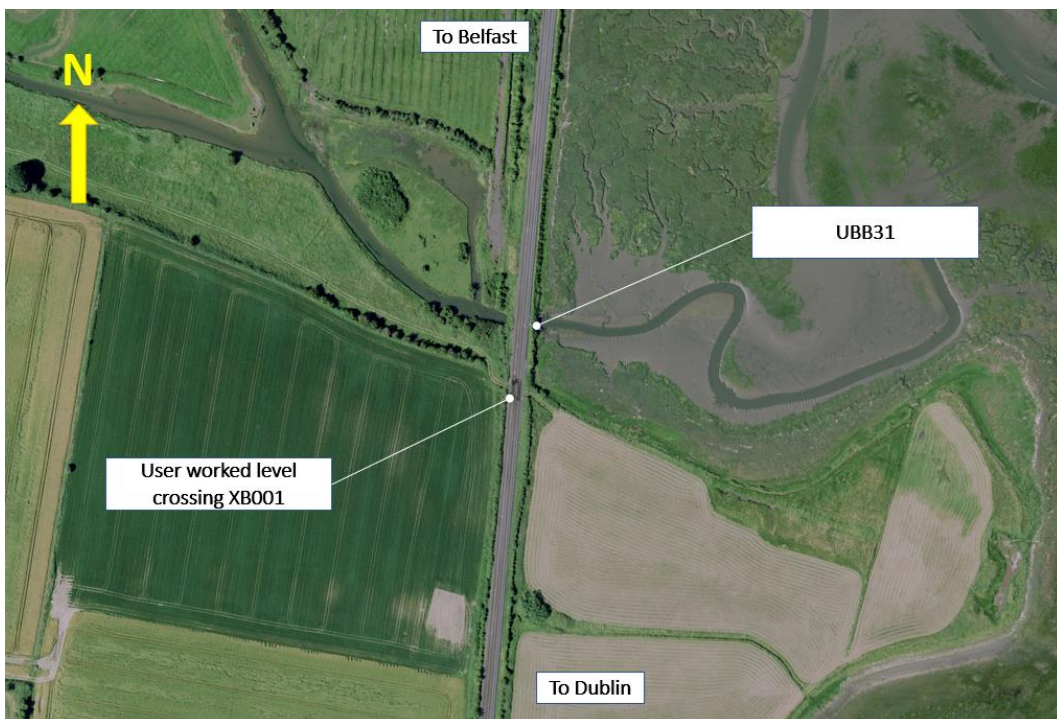 To Belfast
N
UBB31
User worked level
crossing XB001
To Dublin